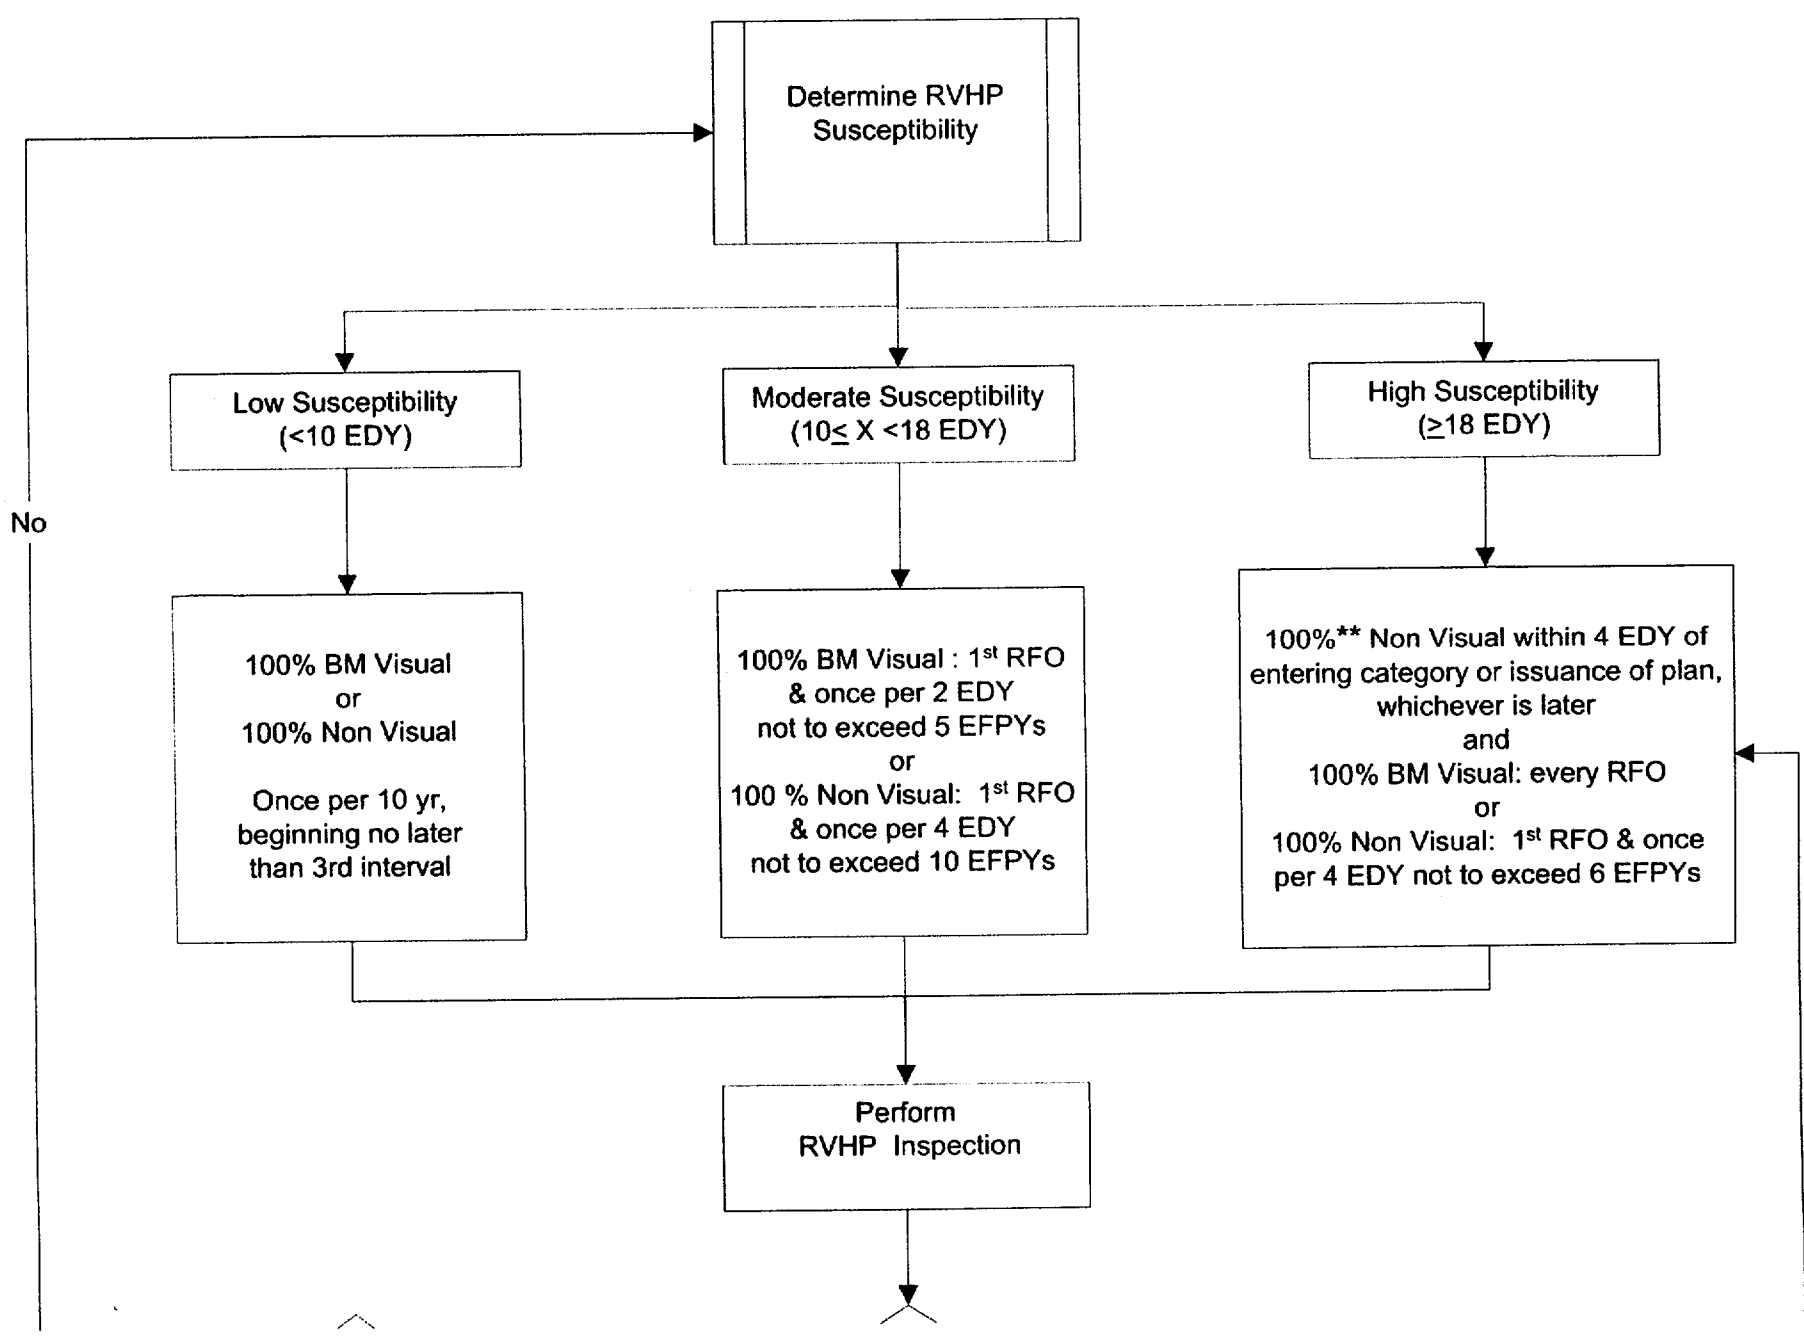 Determine RVHP
Susceptibility
Low Susceptibility
(<10 EDY)
Moderate Susceptibility
(10≤ X <18 EDY)
High Susceptibility
(≥18 EDY)
No
100% BM Visual
or
100% Non Visual
Once per 10 yr,
beginning no later
than 3rd interval
100% BM Visual : 1st RFO
& once per 2 EDY
not to exceed 5 EFPYs
or
100 % Non Visual: 1st RFO
& once per 4 EDY
not to exceed 10 EFPYs
100%** Non Visual within 4 EDY of
entering category or issuance of plan,
whichever is later
and
100% BM Visual: every RFO
or
100% Non Visual: 1st RFO & once
per 4 EDY not to exceed 6 EFPYs
Perform
RVHP Inspection